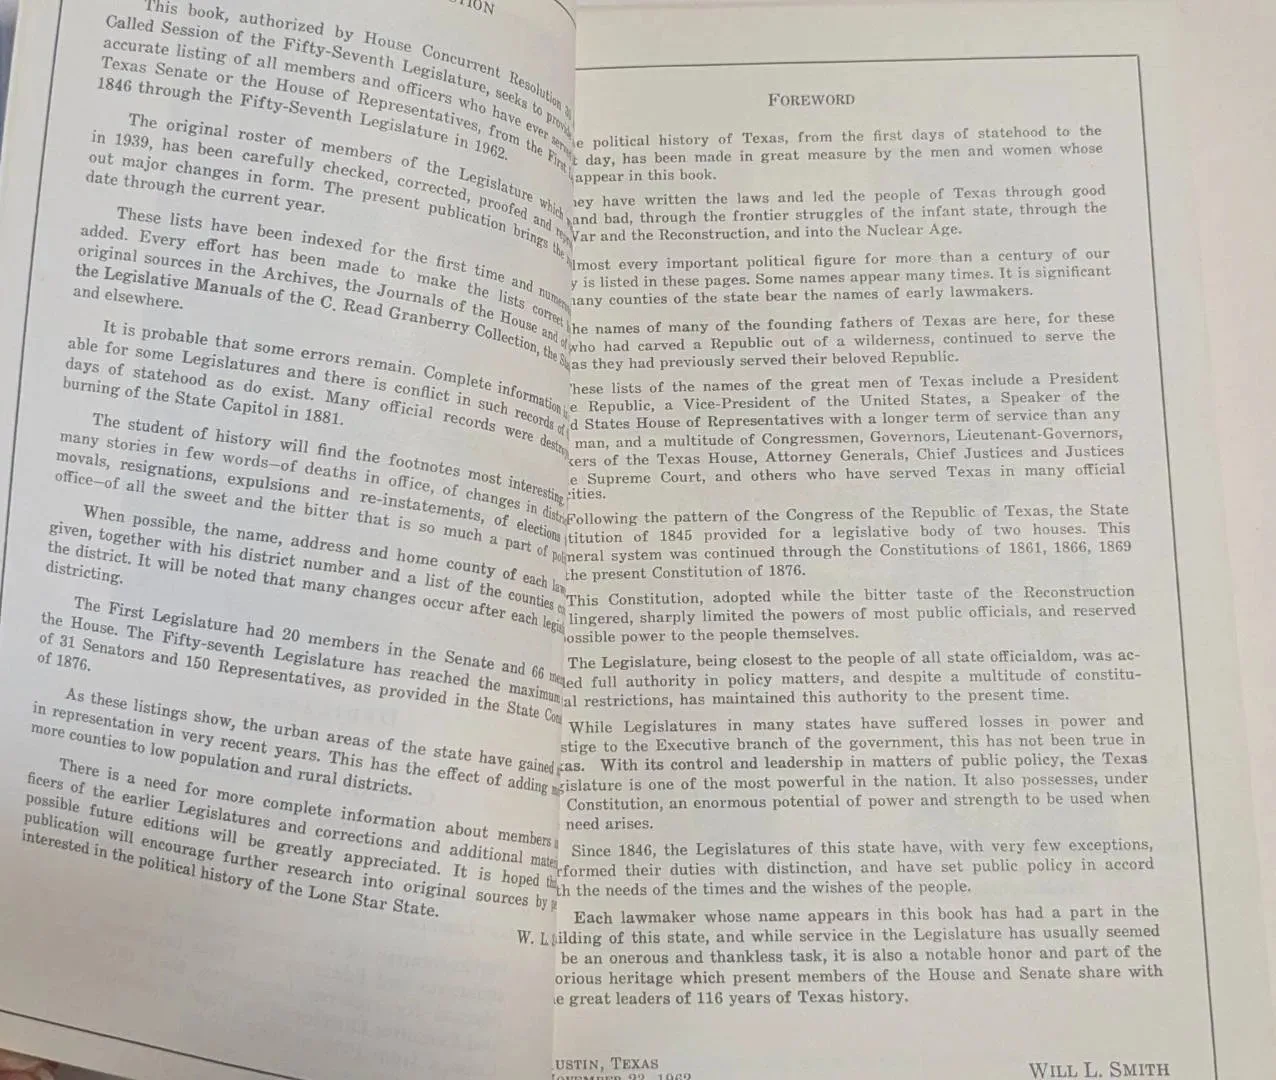 This book, authorized by House Concurrent Resolution
Called Session of the Fifty-Seventh Legislature, seeks to provide
accurate listing of all members and officers who have ever served
Texas Senate or the House of Representatives, from the First
1846 through the Fifty-Seventh Legislature in 1962.
The original roster of members of the Legislature which
in 1939, has been carefully checked, corrected, proofed and
out major changes in form. The present publication brings the
date through the current year.
These lists have been indexed for the first time and
added. Every effort has been made to make the lists correct
original sources in the Archives, the Journals of the House and
the Legislative Manuals of the C. Read Granberry Collection, the
and elsewhere.
It is probable that some errors remain. Complete information
able for some Legislatures and there is conflict in such records of
days of statehood as do exist. Many official records were
burning of the State Capitol in 1881.
The student of history will find the footnotes most interesting
many stories in few words—of deaths in office, of changes in
movals, resignations, expulsions and re-instatements, of elections
office—of all the sweet and the bitter that is so much a part of
When possible, the name, address and home county of each
given, together with his district number and a list of the counties
the district. It will be noted that many changes occur after each
districting.
The First Legislature had 20 members in the Senate and 66
the House. The Fifty-seventh Legislature has reached the maximum
of 31 Senators and 150 Representatives, as provided in the State
of 1876.
As these listings show, the urban areas of the state have gained
in representation in very recent years. This has the effect of adding
more counties to low population and rural districts.
There is a need for more complete information about members
ficers of the earlier Legislatures and corrections and additional
possible future editions will be greatly appreciated. It is hoped
publication will encourage further research into original sources by
interested in the political history of the Lone Star State.
W. L
FOREWORD
e political history of Texas, from the first days of statehood to the
t day, has been made in great measure by the men and women whose
appear in this book.
hey have written the laws and led the people of Texas through good
and bad, through the frontier struggles of the infant state, through the
War and the Reconstruction, and into the Nuclear Age.
lmost every important political figure for more than a century of our
y is listed in these pages. Some names appear many times. It is significant
many counties of the state bear the names of early lawmakers.
he names of many of the founding fathers of Texas are here, for these
who had carved a Republic out of a wilderness, continued to serve the
as they had previously served their beloved Republic.
hese lists of the names of the great men of Texas include a President
e Republic, a Vice-President of the United States, a Speaker of the
d States House of Representatives with a longer term of service than any
man, and a multitude of Congressmen, Governors, Lieutenant-Governors,
kers of the Texas House, Attorney Generals, Chief Justices and Justices
e Supreme Court, and others who have served Texas in many official
cities.
Following the pattern of the Congress of the Republic of Texas, the State
titution of 1845 provided for a legislative body of two houses. This
meral system was continued through the Constitutions of 1861, 1866, 1869
the present Constitution of 1876.
This Constitution, adopted while the bitter taste of the Reconstruction
lingered, sharply limited the powers of most public officials, and reserved
ossible power to the people themselves.
The Legislature, being closest to the people of all state officialdom, was ac-
ed full authority in policy matters, and despite a multitude of constitu-
al restrictions, has maintained this authority to the present time.
While Legislatures in many states have suffered losses in power and
stige to the Executive branch of the government, this has not been true in
as. With its control and leadership in matters of public policy, the Texas
gislature is one of the most powerful in the nation. It also possesses, under
Constitution, an enormous potential of power and strength to be used when
need arises.
Since 1846, the Legislatures of this state have, with very few exceptions,
rformed their duties with distinction, and have set public policy in accord
th the needs of the times and the wishes of the people.
Each lawmaker whose name appears in this book has had a part in the
ilding of this state, and while service in the Legislature has usually seemed
be an onerous and thankless task, it is also a notable honor and part of the
orious heritage which present members of the House and Senate share with
e great leaders of 116 years of Texas history.
USTIN, TEXAS
WILL L. SMITH